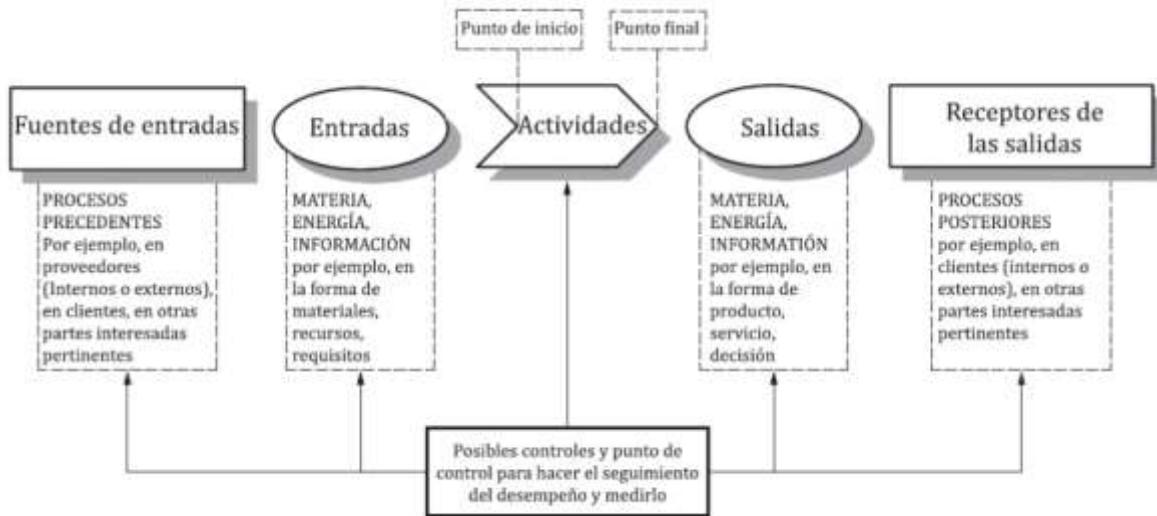 Punto de inicio
Punto final
Fuentes de entradas
Entradas
Actividades
Salidas
Receptores de
las salidas
PROCESOS
PRECEDENTES
Por ejemplo, en
proveedores
(Internos o externos),
en clientes, en otras
partes interesadas
pertinentes
MATERIA,
ENERGÍA,
INFORMACIÓN
por ejemplo, en
la forma de
materiales,
recursos,
requisitos
MATERIA,
ENERGÍA,
INFORMATIÓN
por ejemplo, en
la forma de
producto,
servicio,
decisión
PROCESOS
POSTERIORES
por ejemplo, en
clientes (internos o
externos), en otras
partes interesadas
pertinentes
Posibles controles y punto de
control para hacer el seguimiento
del desempeño y medirlo